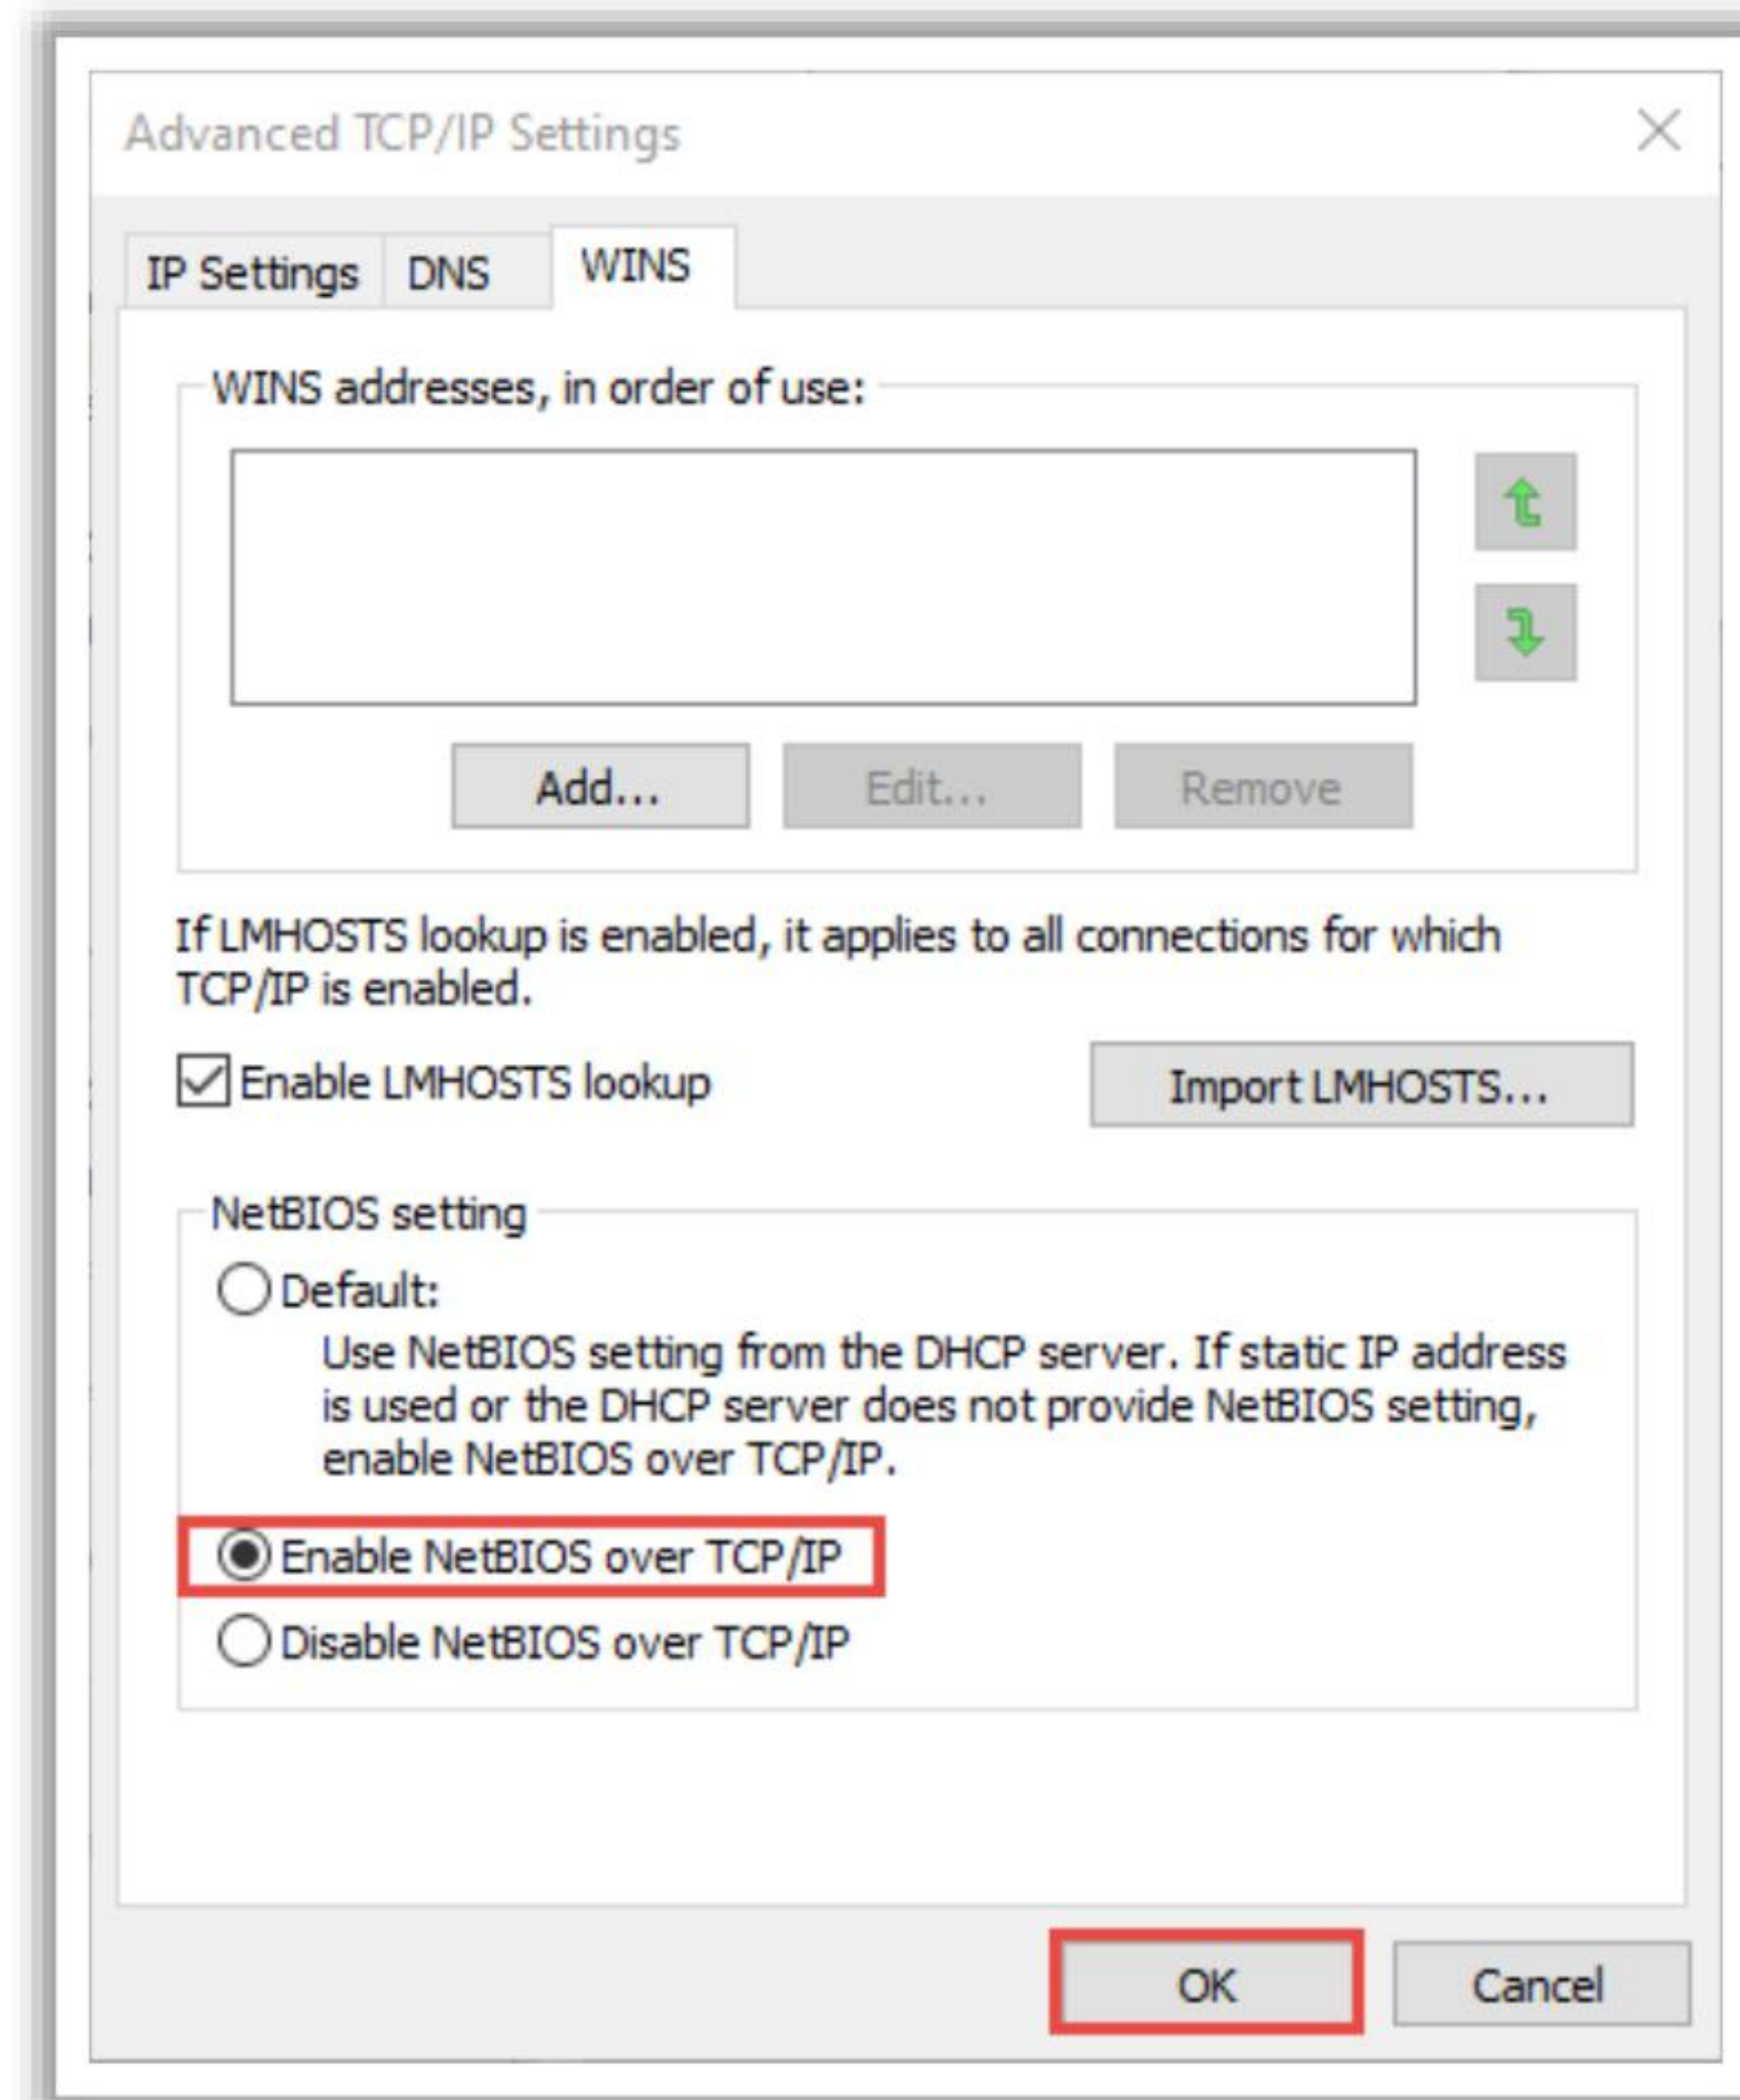 Advanced TCP/IP Settings
IP Settings
DNS
WINS
WINS addresses, in order of use:
Add...
Edit...
Remove
If LMHOSTS lookup is enabled, it applies to all connections for which
TCP/IP is enabled.
Enable LMHOSTS lookup
Import LMHOSTS...
NetBIOS setting
Default:
Use NetBIOS setting from the DHCP server. If static IP address
is used or the DHCP server does not provide NetBIOS setting,
enable NetBIOS over TCP/IP.
Enable NetBIOS over TCP/IP
Disable NetBIOS over TCP/IP
OK
Cancel